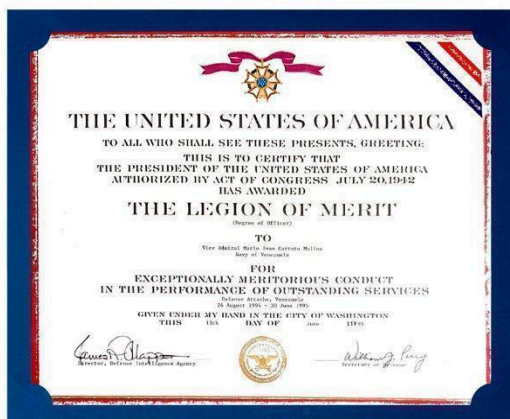 THE UNITED STATES OF AMERICA
TO ALL WHO SHALL SEE THESE PRESENTS, GREETING:
THIS IS TO CERTIFY THAT
THE PRESIDENT OF THE UNITED STATES OF AMERICA
AUTHORIZED BY ACT OF CONGRESS JULY 20, 1942
HAS AWARDED
THE LEGION OF MERIT
(Degree of Officer)
TO
Vice Admiral Mario Ivan Carratu Molina
Navy of Venezuela
FOR
EXCEPTIONALLY MERITORIOUS CONDUCT
IN THE PERFORMANCE OF OUTSTANDING SERVICES
Defense Attache, Venezuela
26 August 1994 - 30 June 1995
GIVEN UNDER MY HAND IN THE CITY OF WASHINGTON
THIS 15th DAY OF June 1995
Director, Defense Intelligence Agency
William J. Perry
Secretary of Defense